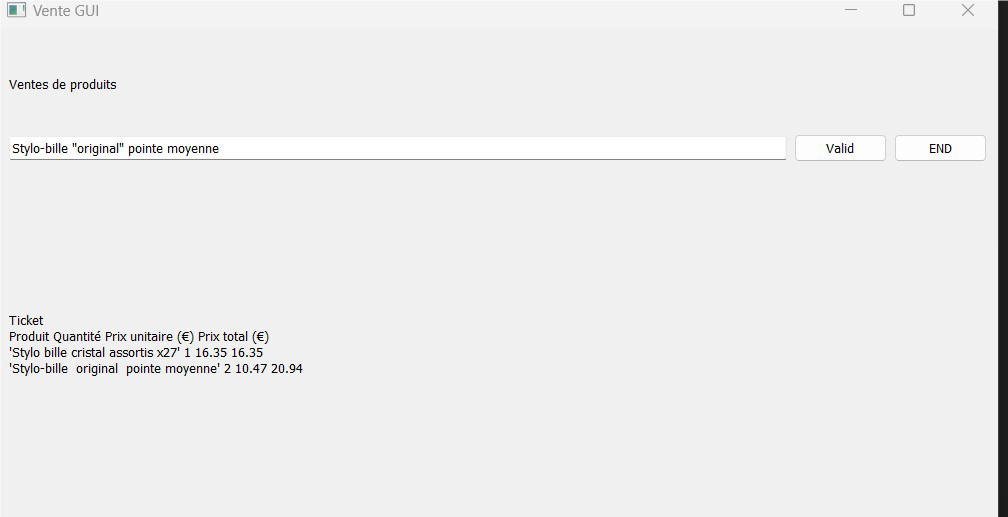 Vente GUI
Ventes de produits
Stylo-bille "original" pointe moyenne
Valid
END
Ticket
Produit Quantité Prix unitaire (€) Prix total (€)
'Stylo bille cristal assortis x27' 1 16.35 16.35
'Stylo-bille  original  pointe moyenne' 2 10.47 20.94